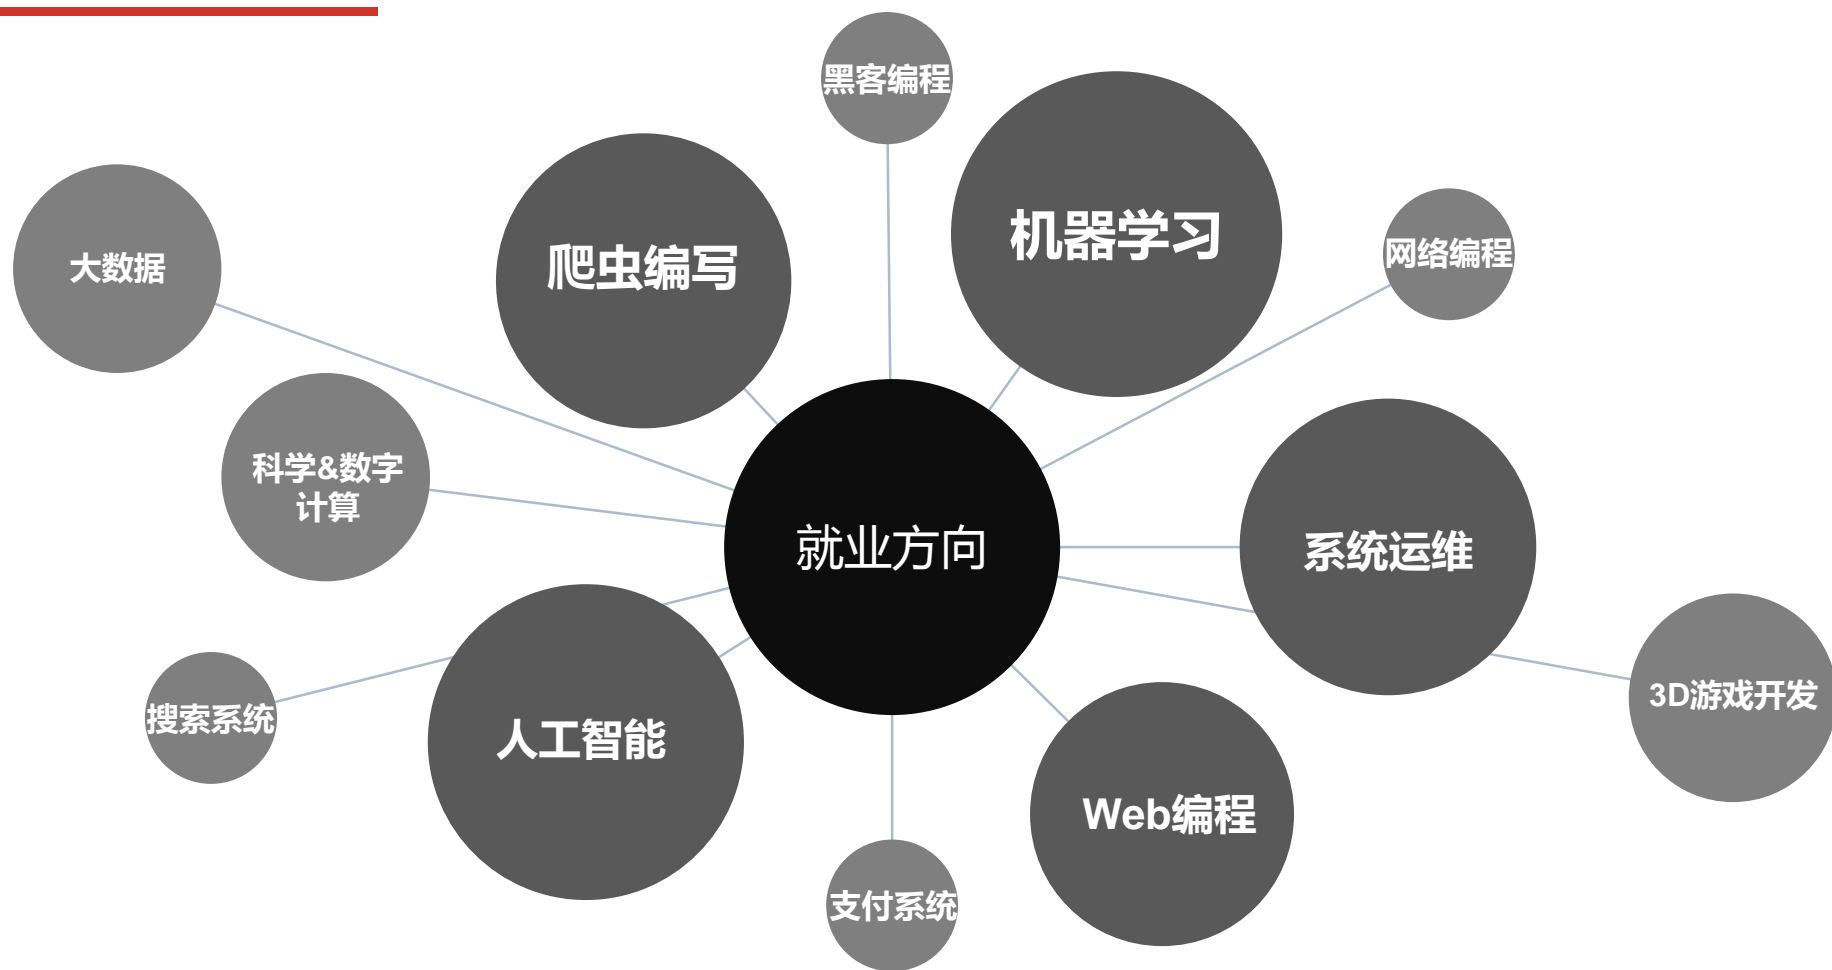 黑客编程
机器学习
网络编程
爬虫编写
大数据
科学&数字
计算
就业方向
系统运维
3D游戏开发
搜索系统
人工智能
Web编程
支付系统